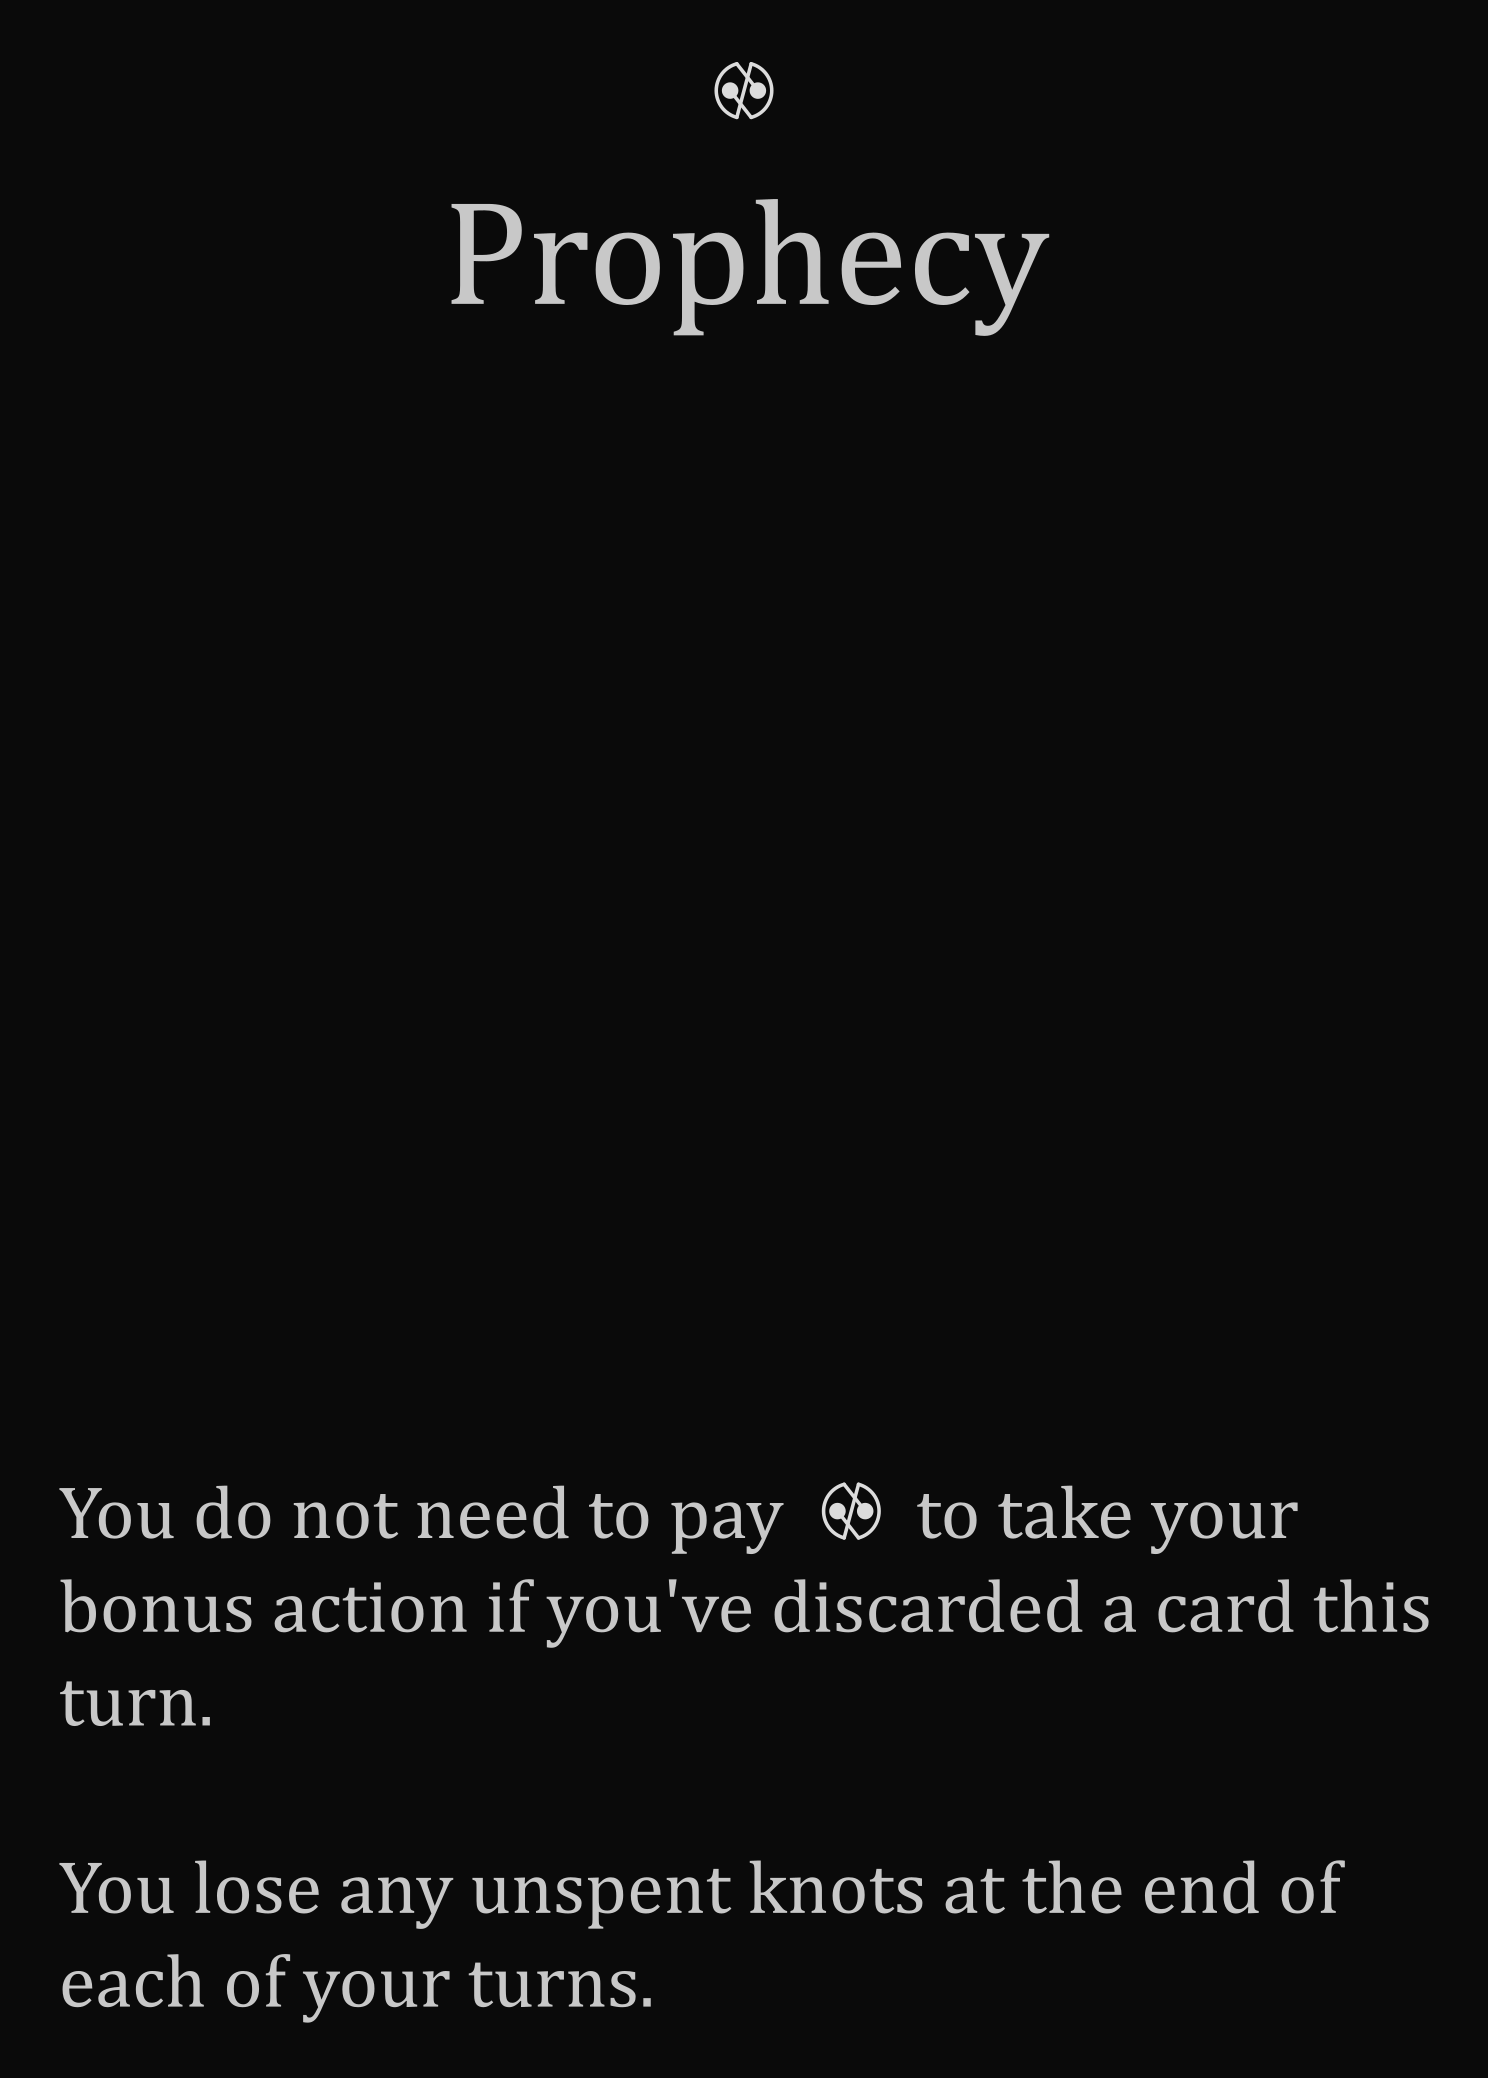 Prophecy
You do not need to pay to take your
bonus action if you've discarded a card this
turn.
You lose any unspent knots at the end of
each of your turns.